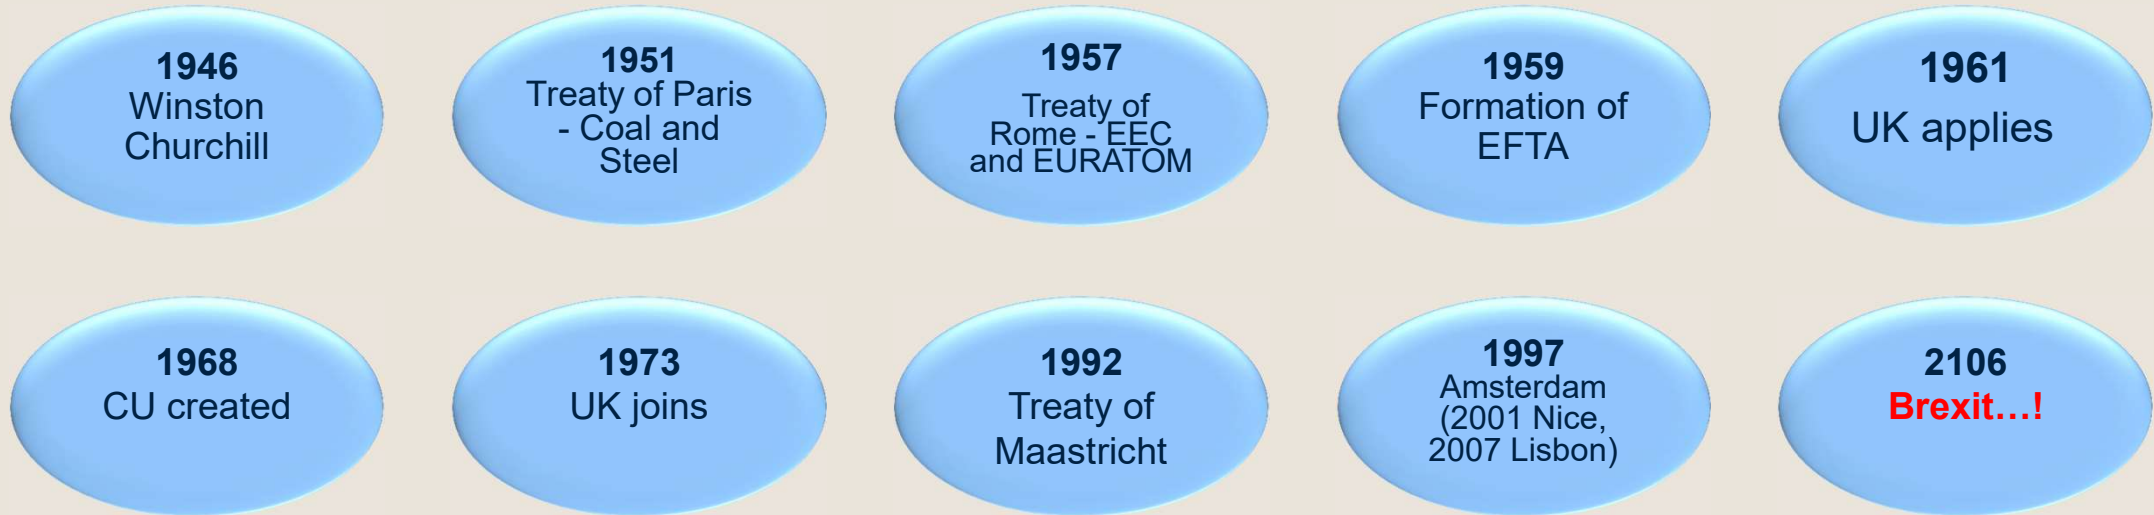 1946
Winston
Churchill
1951
Treaty of Paris
- Coal and
Steel
1957
Treaty of
Rome - EEC
and EURATOM
1959
Formation of
EFTA
1961
UK applies
1968
CU created
1973
UK joins
1992
Treaty of
Maastricht
1997
Amsterdam
(2001 Nice,
2007 Lisbon)
2106
Brexit…!